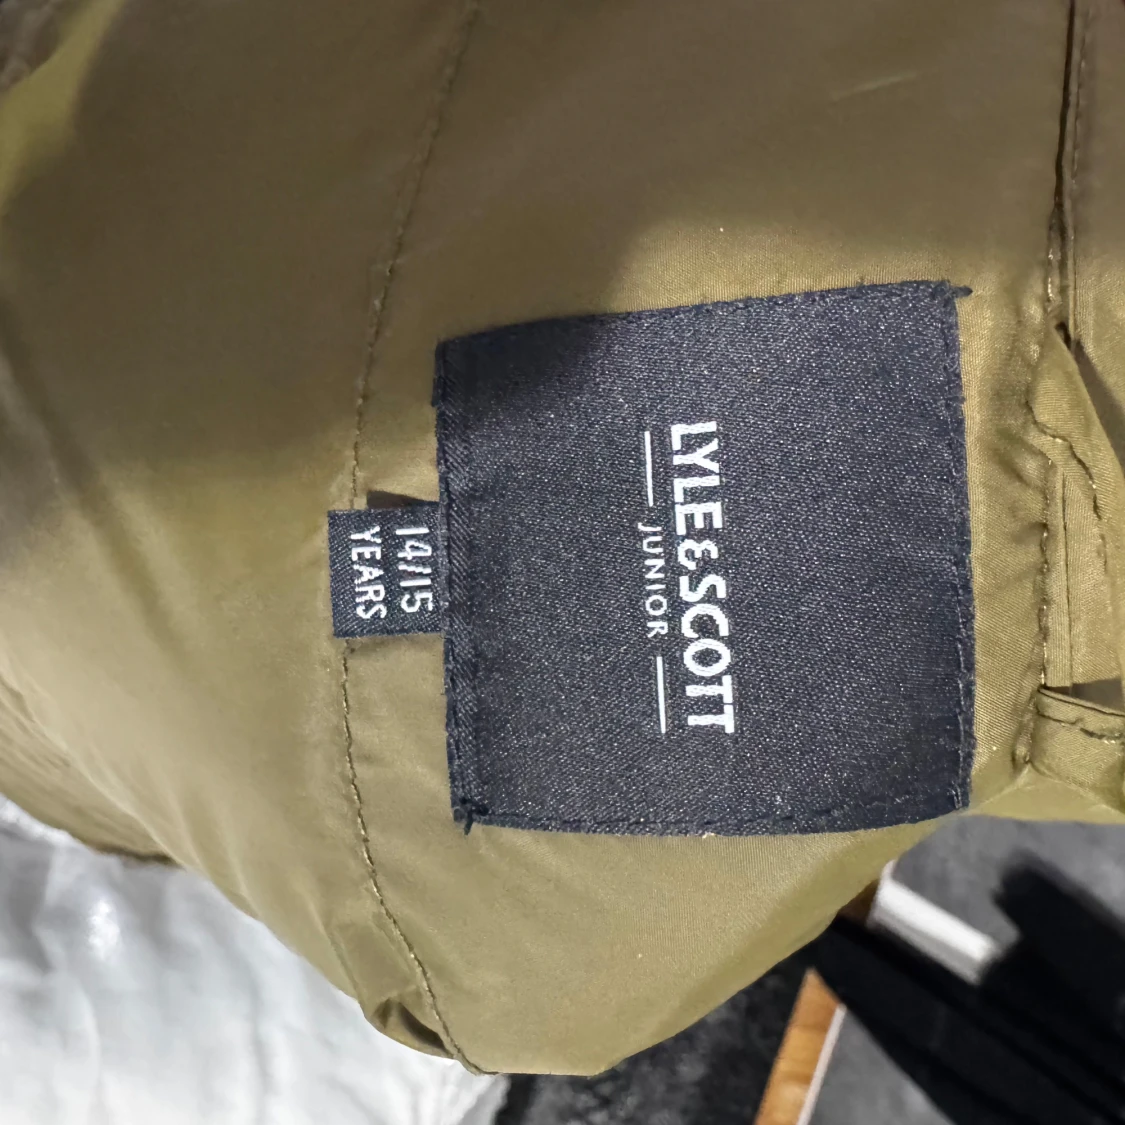 LYLE&SCOTT
JUNIOR
14/15
YEARS